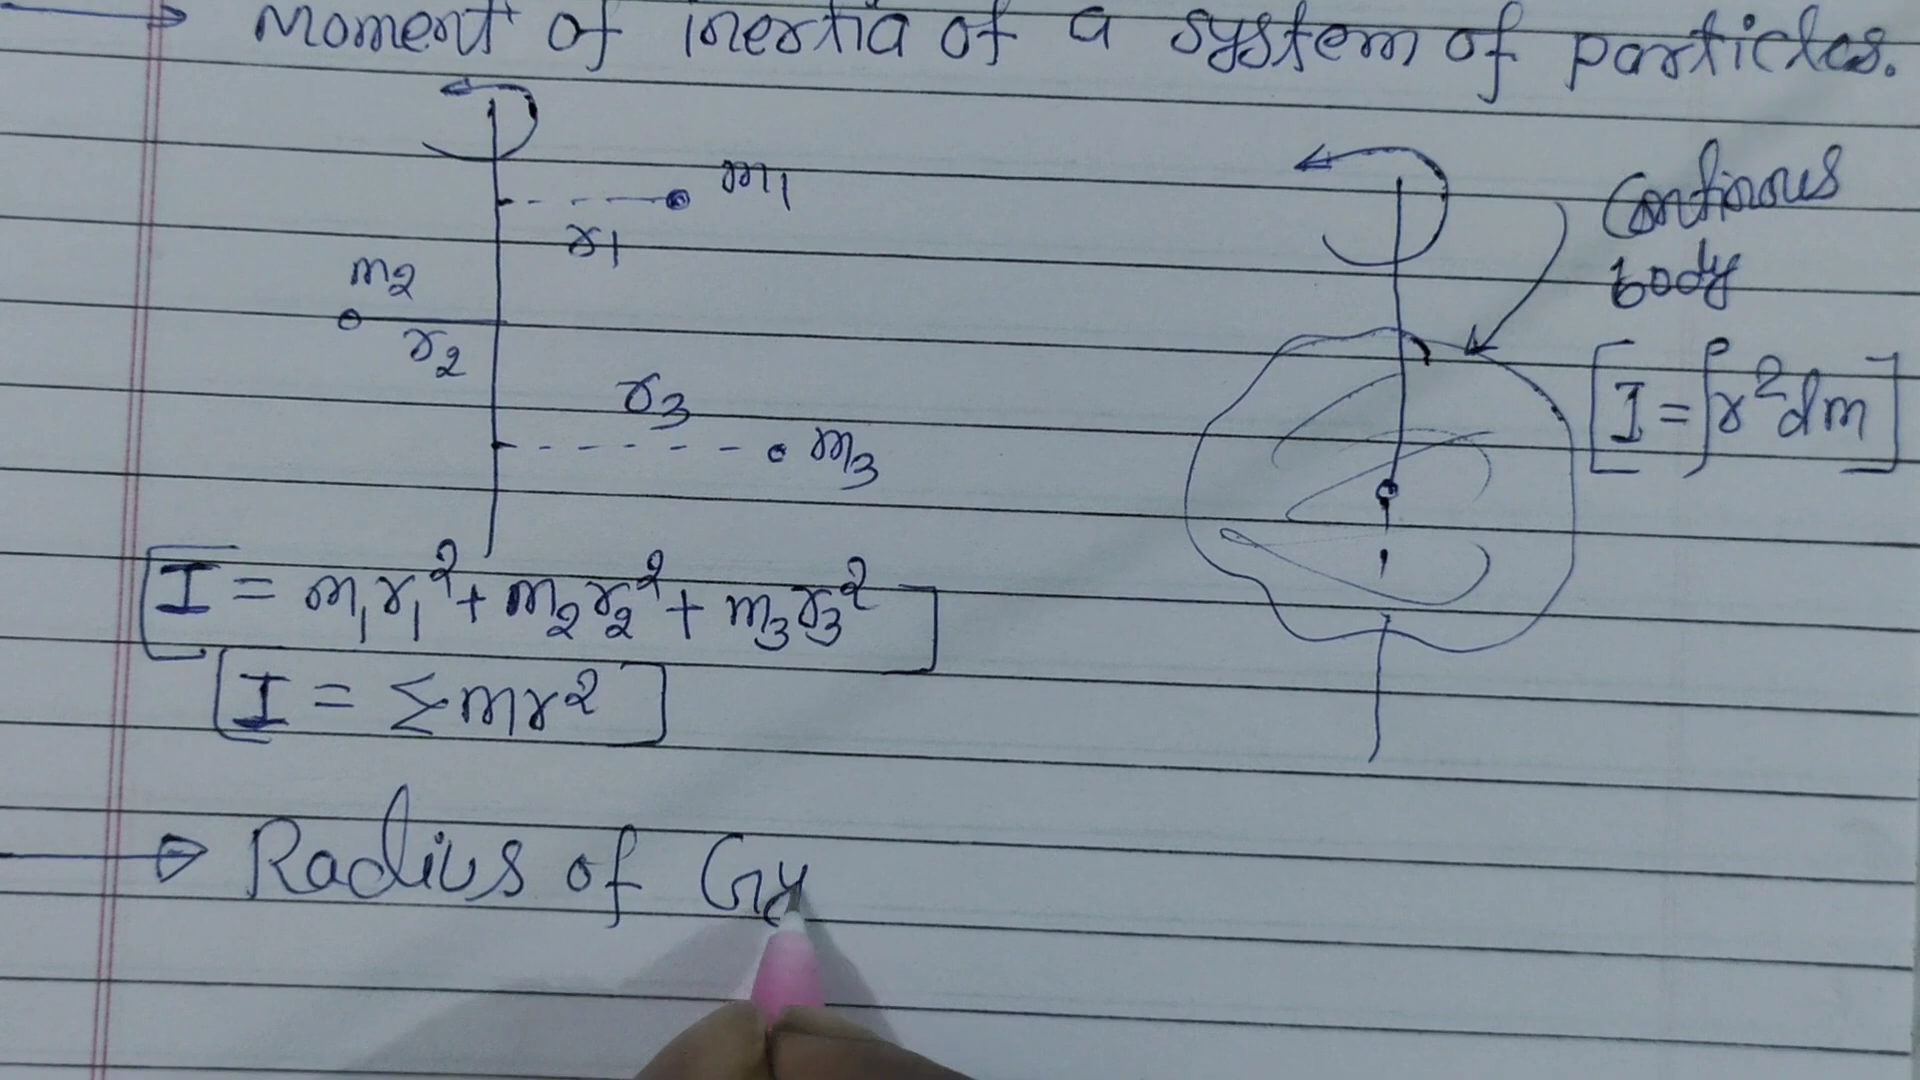 Moment of inertia of a system of particles.
m1
r1
m2
r2
r3
m3
I = m1r1² + m2r2² + m3r3²
I = Σmr²
Continous
body
I = ∫r²dm
Radius of Gy